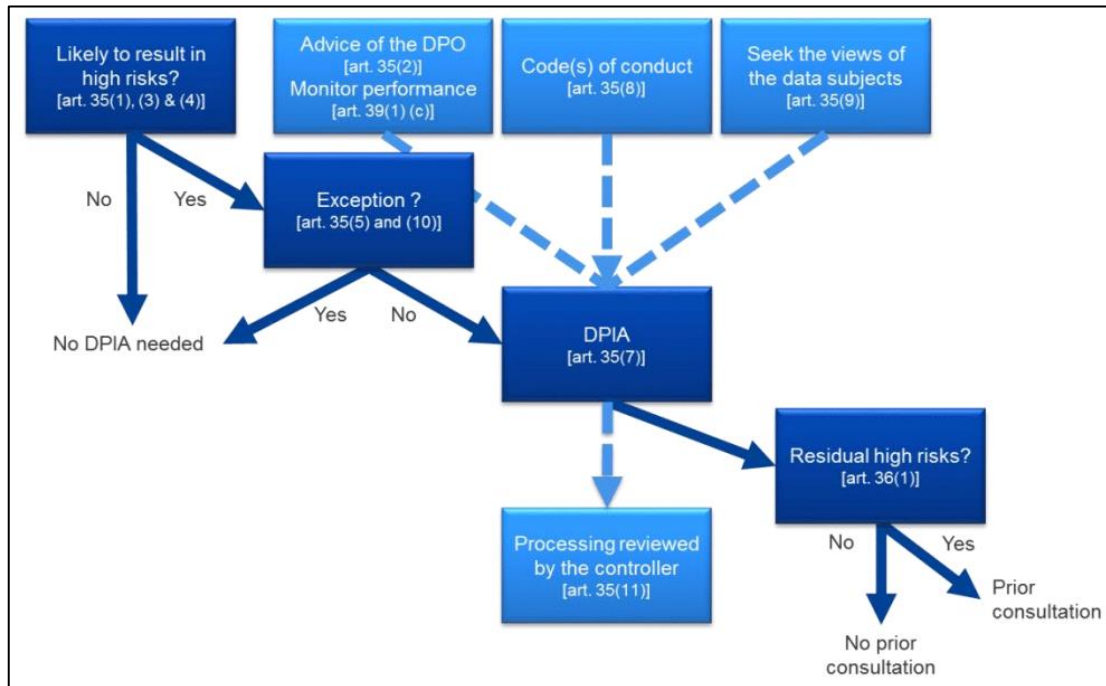 Likely to result in
high risks?
[art. 35(1), (3) & (4)]
Advice of the DPO
[art. 35(2)]
Monitor performance
[art. 39(1) (c)]
Code(s) of conduct
[art. 35(8)]
Seek the views of
the data subjects
[art. 35(9)]
No
Yes
Exception ?
[art. 35(5) and (10)]
Yes
No
No DPIA needed
DPIA
[art. 35(7)]
Residual high risks?
[art. 36(1)]
Processing reviewed
by the controller
[art. 35(11)]
No
Yes
Prior
consultation
No prior
consultation